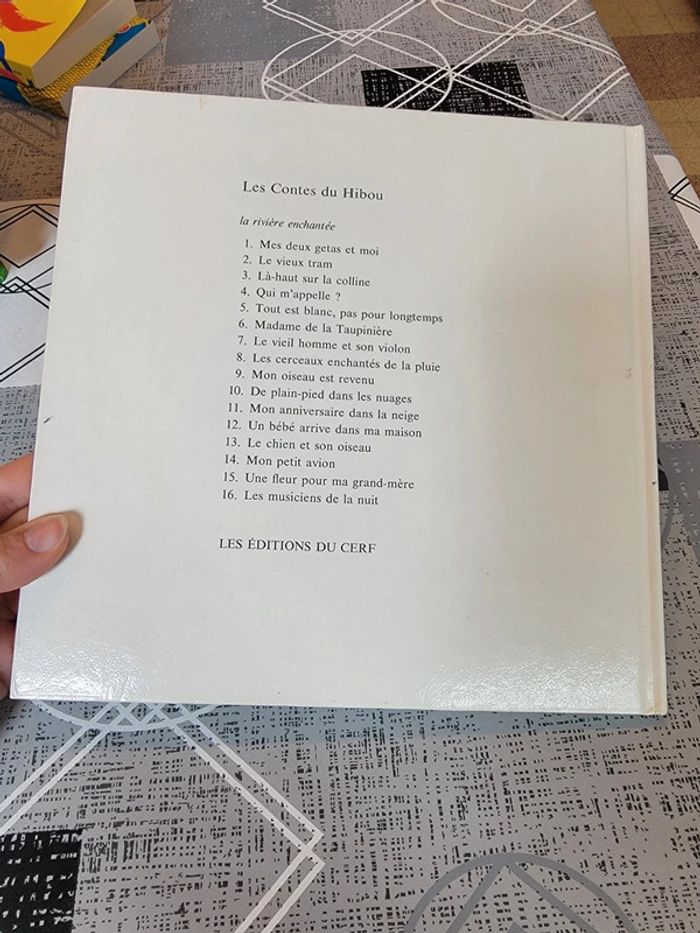 Les Contes du Hibou
la rivière enchantée
1. Mes deux getas et moi
2. Le vieux tram
3. Là-haut sur la colline
4. Qui m'appelle ?
5. Tout est blanc, pas pour longtemps
6. Madame de la Taupinière
7. Le vieil homme et son violon
8. Les cerceaux enchantés de la pluie
9. Mon oiseau est revenu
10. De plain-pied dans les nuages
11. Mon anniversaire dans la neige
12. Un bébé arrive dans ma maison
13. Le chien et son oiseau
14. Mon petit avion
15. Une fleur pour ma grand-mère
16. Les musiciens de la nuit
LES ÉDITIONS DU CERF